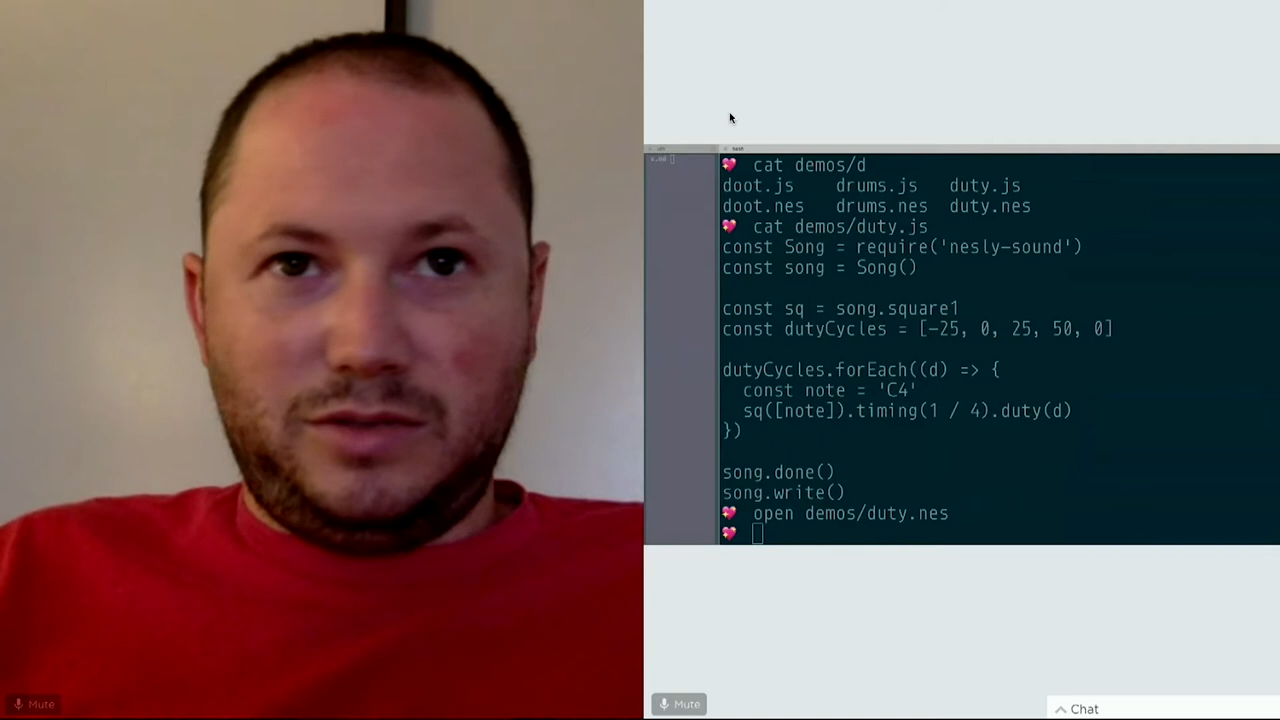 vim
bash
x.md
cat demos/d
doot.js drums.js duty.js
doot.nes drums.nes duty.nes
cat demos/duty.js
const Song = require('nesly-sound')
const song = Song()
const sq = song.square1
const dutyCycles = [-25, 0, 25, 50, 0]
dutyCycles.forEach((d) => {
const note = 'C4'
sq([note]).timing(1 / 4).duty(d)
})
song.done()
song.write()
open demos/duty.nes
Mute
Mute
Chat